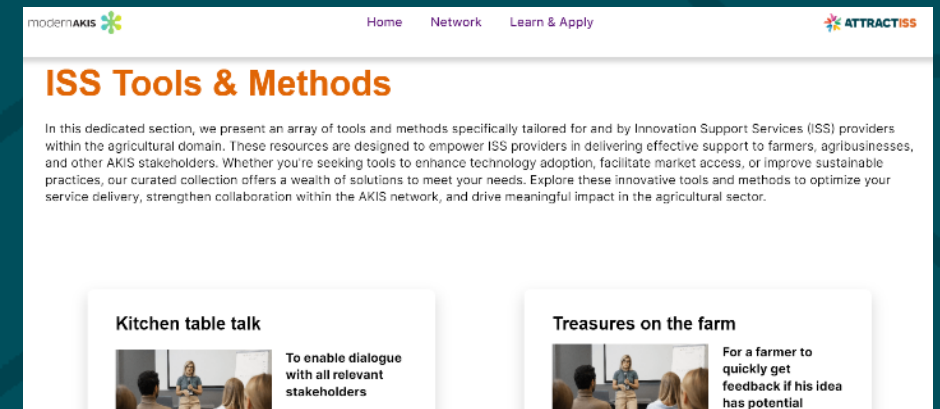 modernAKIS
Home Network Learn & Apply
ATTRACTISS
ISS Tools & Methods
In this dedicated section, we present an array of tools and methods specifically tailored for and by Innovation Support Services (ISS) providers
within the agricultural domain. These resources are designed to empower ISS providers in delivering effective support to farmers, agribusinesses,
and other AKIS stakeholders. Whether you're seeking tools to enhance technology adoption, facilitate market access, or improve sustainable
practices, our curated collection offers a wealth of solutions to meet your needs. Explore these innovative tools and methods to optimize your
service delivery, strengthen collaboration within the AKIS network, and drive meaningful impact in the agricultural sector.
Kitchen table talk
To enable dialogue
with all relevant
stakeholders
Treasures on the farm
For a farmer to
quickly get
feedback if his idea
has potential